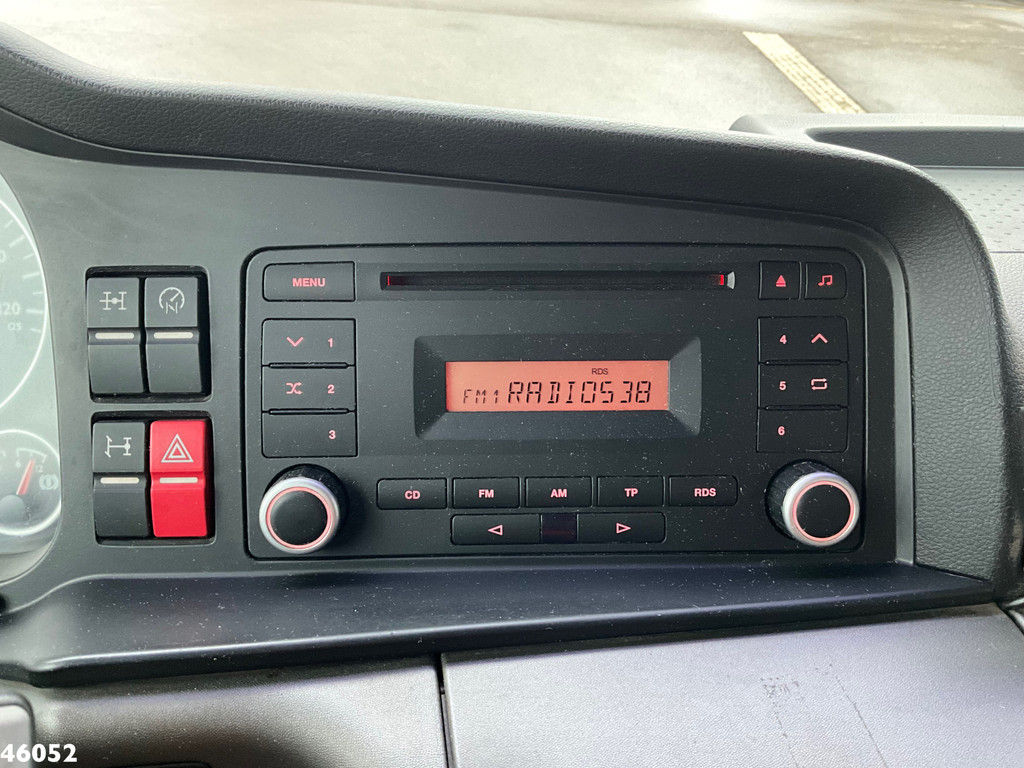 MENU
1
2
3
RDS
FM1 RADIO538
4
5
6
CD FM AM TP RDS
120
46052